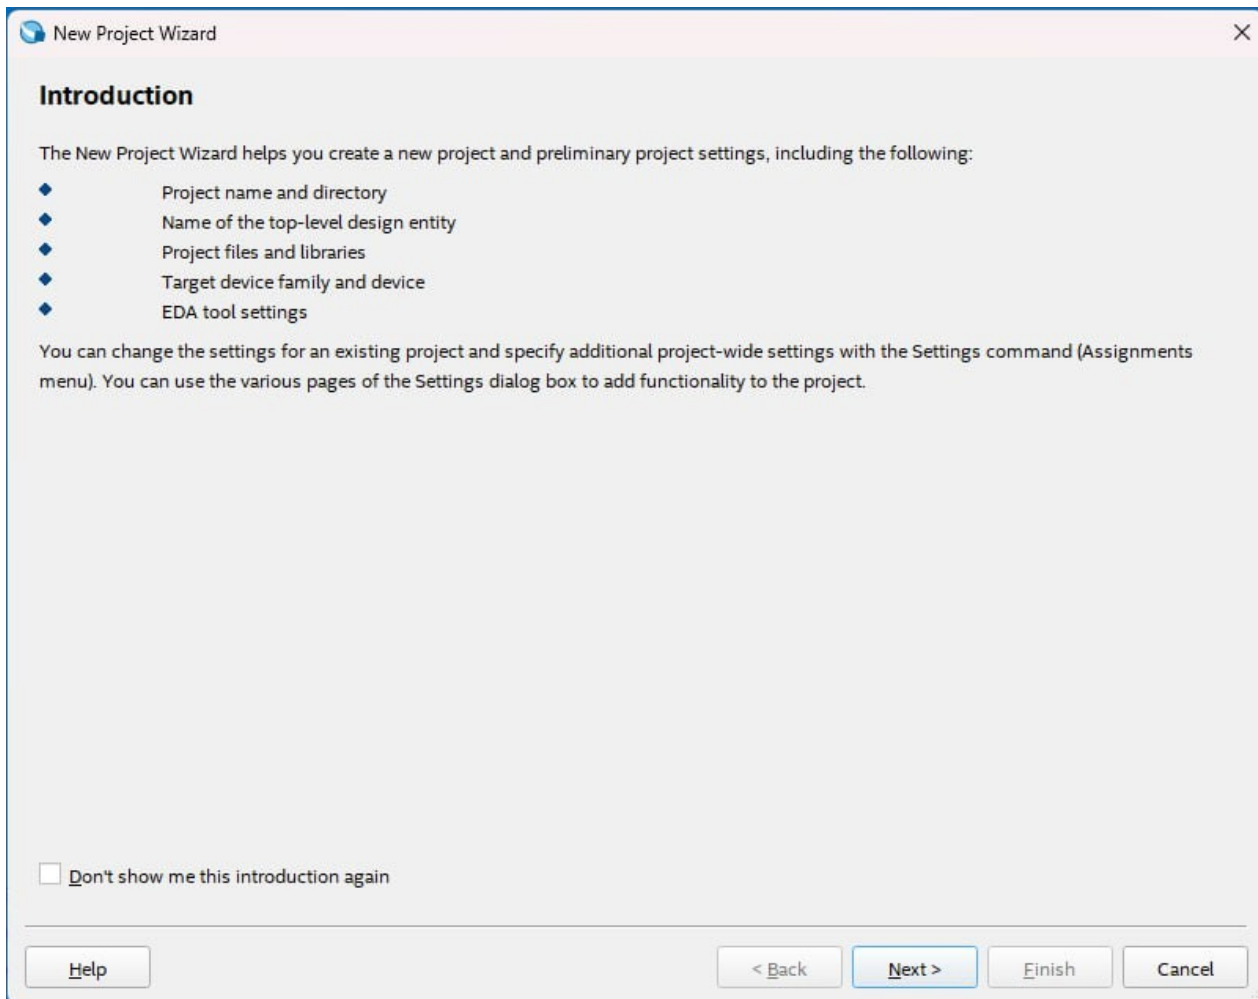 New Project Wizard
Introduction
The New Project Wizard helps you create a new project and preliminary project settings, including the following:
Project name and directory
Name of the top-level design entity
Project files and libraries
Target device family and device
EDA tool settings
You can change the settings for an existing project and specify additional project-wide settings with the Settings command (Assignments
menu). You can use the various pages of the Settings dialog box to add functionality to the project.
Don't show me this introduction again
Help
< Back
Next >
Finish
Cancel